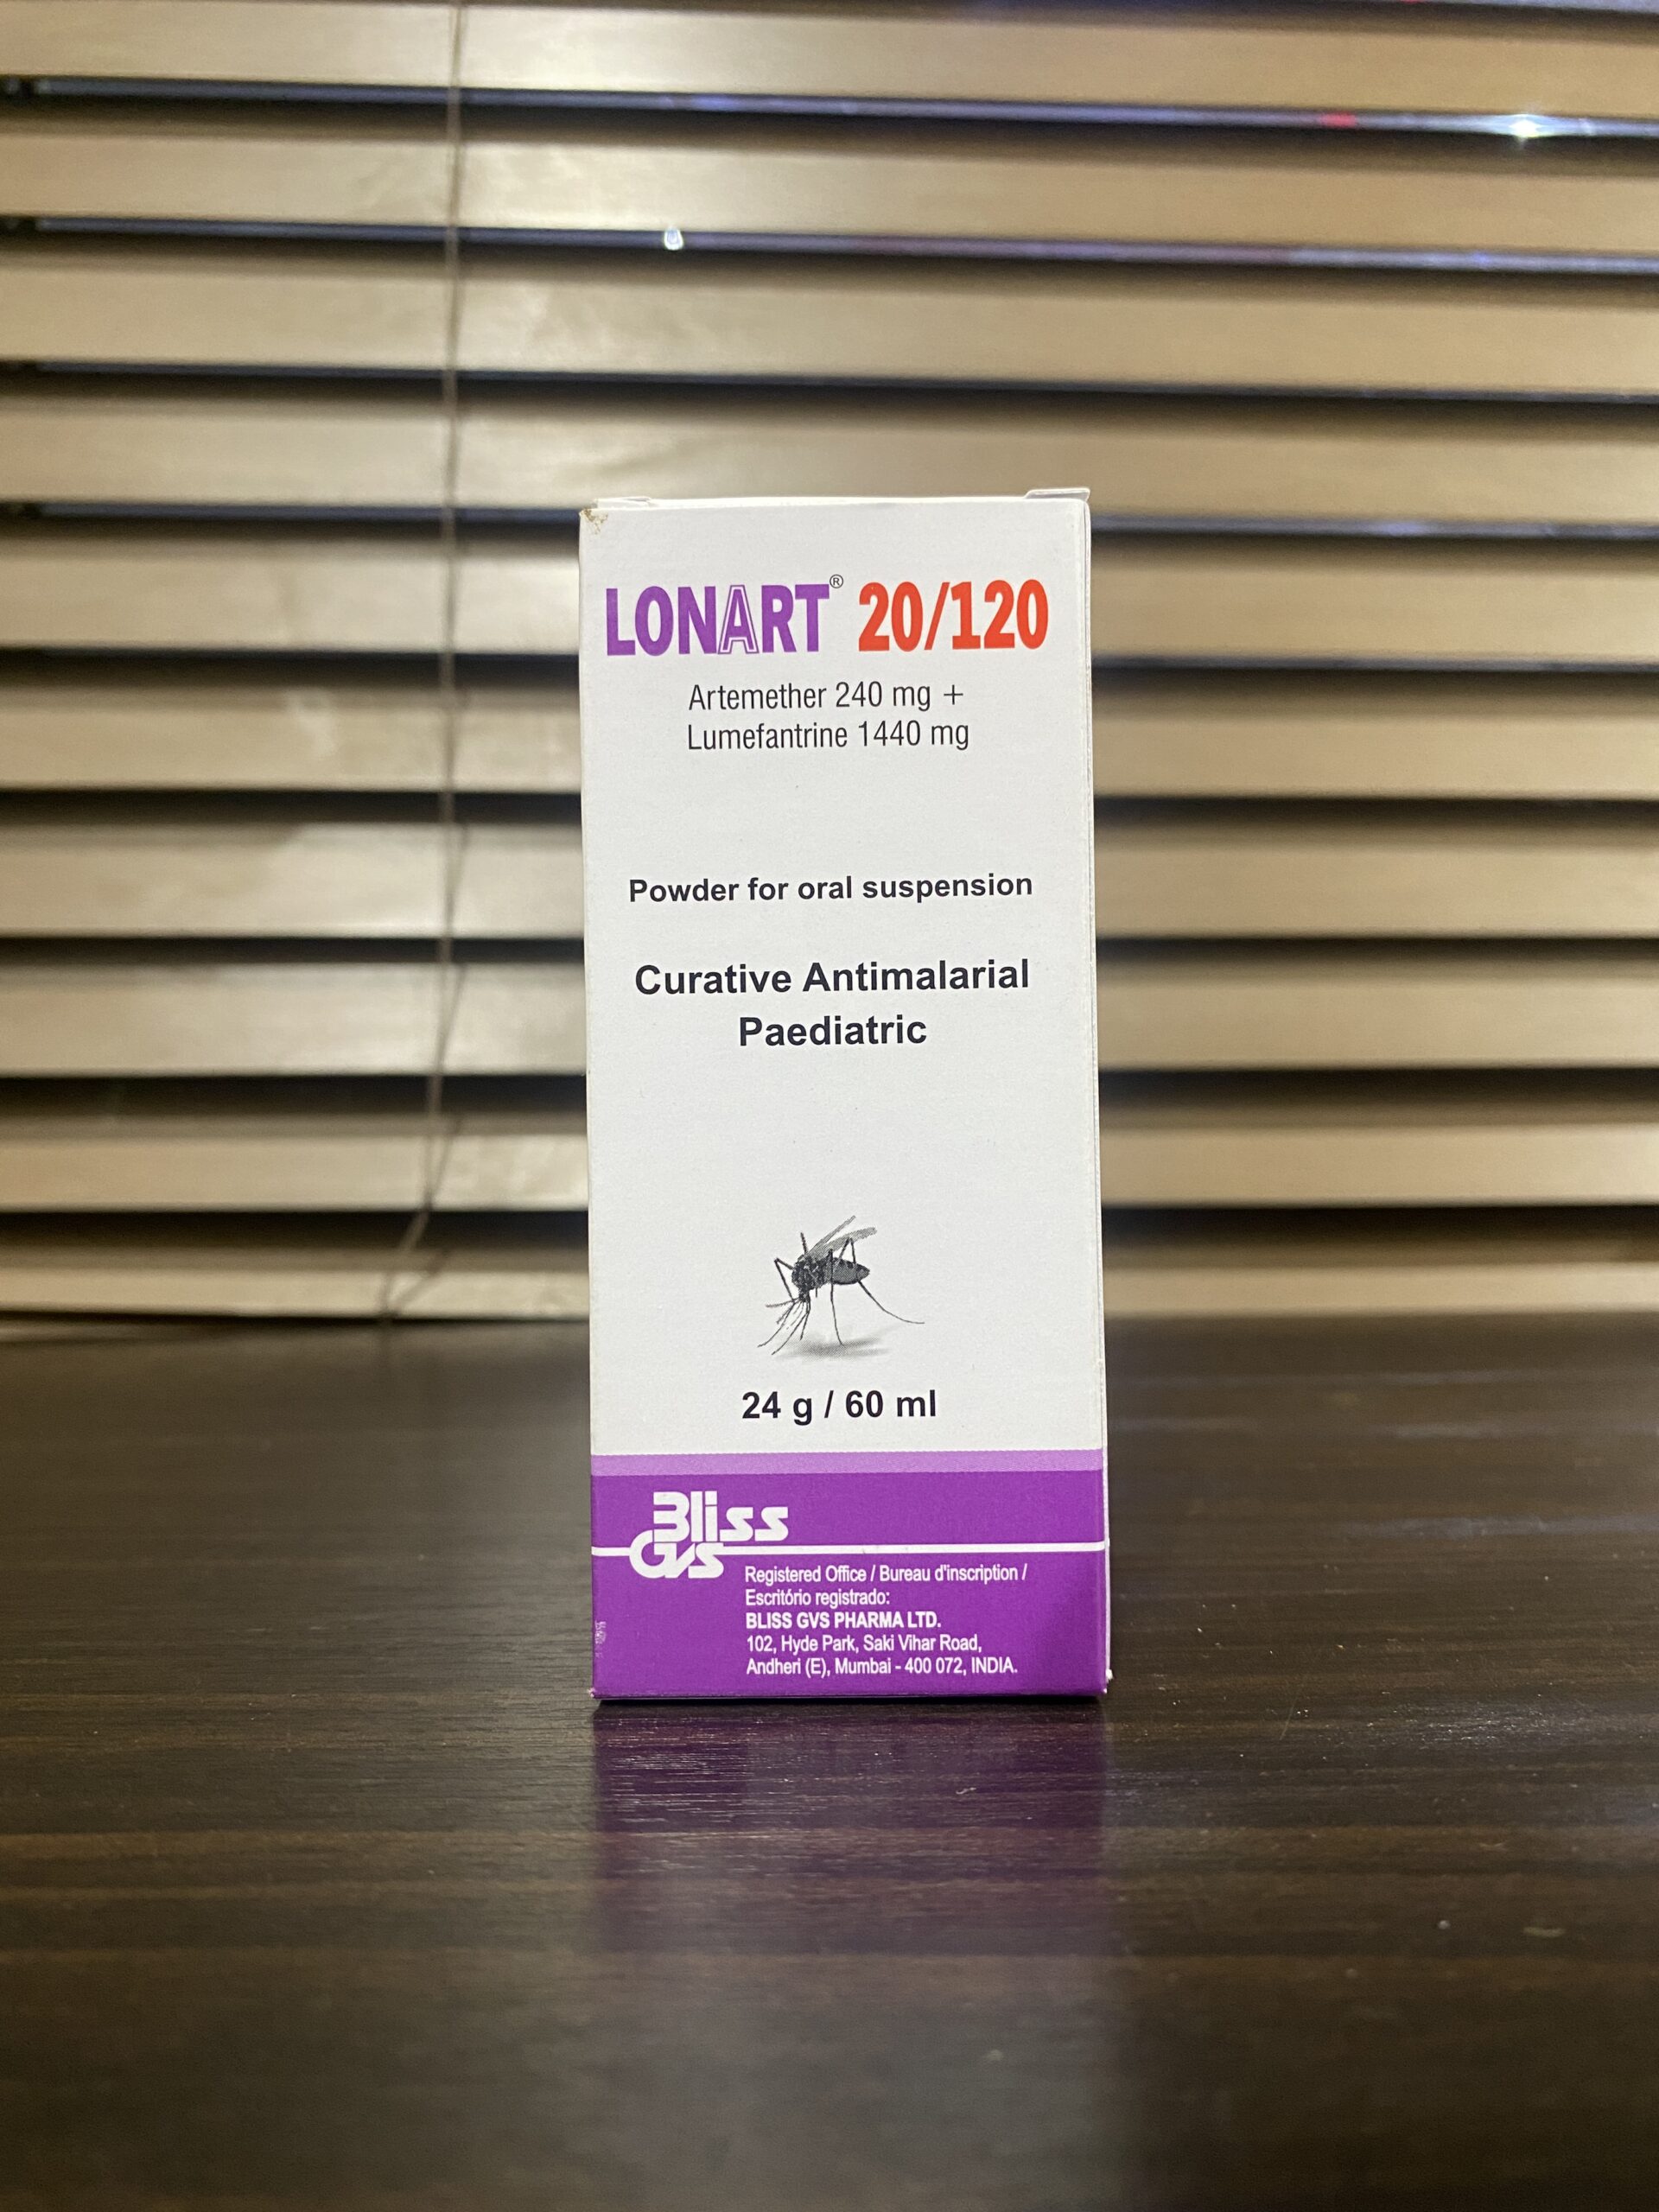 LONART® 20/120
Artemether 240 mg +
Lumefantrine 1440 mg
Powder for oral suspension
Curative Antimalarial
Paediatric
24 g / 60 ml
Bliss
GVS
Registered Office / Bureau d'inscription /
Escritório registrado:
BLISS GVS PHARMA LTD.
102, Hyde Park, Saki Vihar Road,
Andheri (E), Mumbai - 400 072, INDIA.